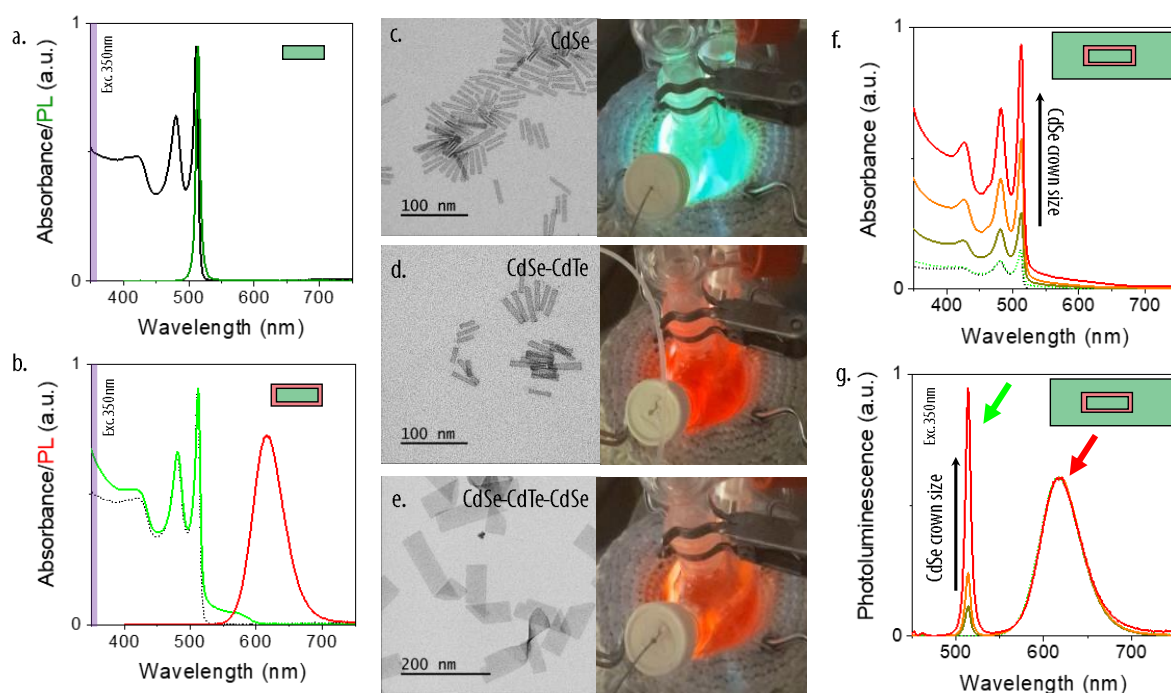 a.
Absorbance/PL (a.u.)
1
0
Exc. 350nm
400 500 600 700
Wavelength (nm)
b.
Absorbance/PL (a.u.)
1
0
Exc. 350nm
400 500 600 700
Wavelength (nm)
c.
CdSe
100 nm
d.
CdSe-CdTe
100 nm
e.
CdSe-CdTe-CdSe
200 nm
f.
Absorbance (a.u.)
1
0
CdSe crown size
400 500 600 700
Wavelength (nm)
g.
Photoluminescence
1
0
Exc. 350nm
CdSe crown size
450 500 600 700
Wavelength (nm)